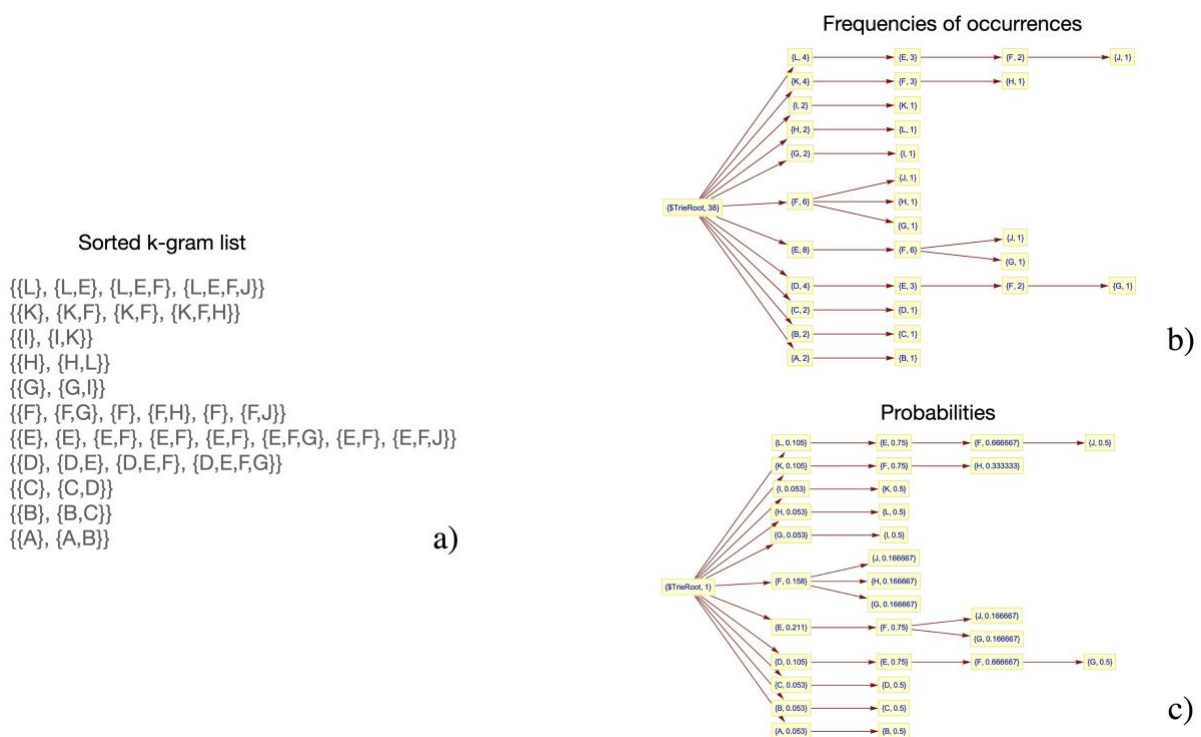 Sorted k-gram list
{{L}, {L,E}, {L,E,F}, {L,E,F,J}}
{{K}, {K,F}, {K,F}, {K,F,H}}
{{I}, {I,K}}
{{H}, {H,L}}
{{G}, {G,I}}
{{F}, {F,G}, {F}, {F,H}, {F}, {F,J}}
{{E}, {E}, {E,F}, {E,F}, {E,F}, {E,F,G}, {E,F}, {E,F,J}}
{{D}, {D,E}, {D,E,F}, {D,E,F,G}}
{{C}, {C,D}}
{{B}, {B,C}}
{{A}, {A,B}}
a)
Frequencies of occurrences
{L, 4} {E, 3} {F, 2} {J, 1}
{K, 4} {F, 3} {H, 1}
{I, 2} {K, 1}
{H, 2} {L, 1}
{G, 2} {I, 1}
{J, 1}
{$TrieRoot, 38} {F, 6} {H, 1}
{G, 1}
{J, 1}
{E, 8} {F, 6}
{G, 1}
{D, 4} {E, 3} {F, 2} {G, 1}
{C, 2} {D, 1}
{B, 2} {C, 1}
{A, 2} {B, 1}
b)
Probabilities
{L, 0.105} {E, 0.75} {F, 0.666667} {J, 0.5}
{K, 0.105} {F, 0.75} {H, 0.333333}
{I, 0.053} {K, 0.5}
{H, 0.053} {L, 0.5}
{G, 0.053} {I, 0.5}
{J, 0.166667}
{$TrieRoot, 1} {F, 0.158} {H, 0.166667}
{G, 0.166667}
{J, 0.166667}
{E, 0.211} {F, 0.75}
{G, 0.166667}
{D, 0.105} {E, 0.75} {F, 0.666667} {G, 0.5}
{C, 0.053} {D, 0.5}
{B, 0.053} {C, 0.5}
{A, 0.053} {B, 0.5}
c)